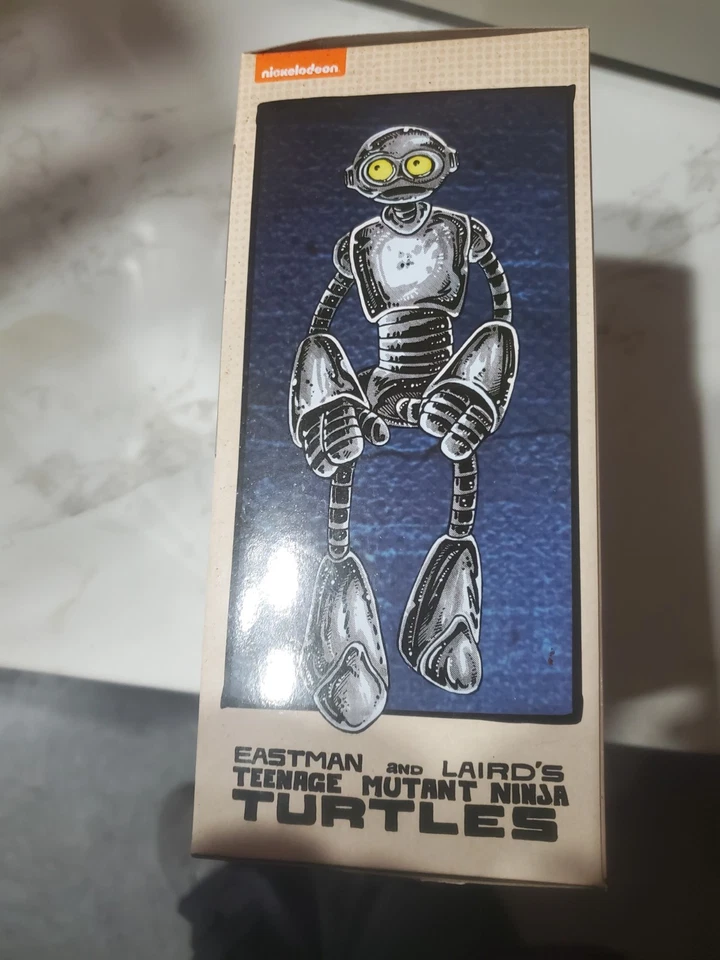 nickelodeon
EASTMAN AND LAIRD'S
TEENAGE MUTANT NINJA
TURTLES